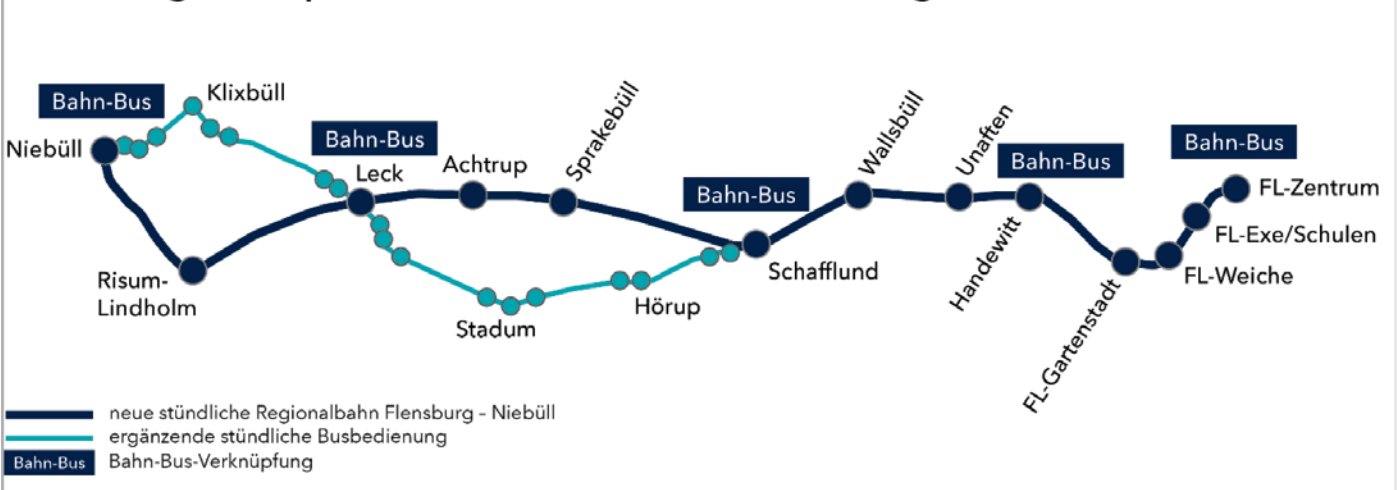 Bahn-Bus
Klixbüll
Niebüll
Bahn-Bus
Leck
Achtrup
Sprakebüll
Bahn-Bus
Wallsbüll
Unaften
Bahn-Bus
Bahn-Bus
FL-Zentrum
FL-Exe/Schulen
FL-Weiche
Schafflund
Handewitt
FL-Gartenstadt
Risum-
Lindholm
Hörup
Stadum
neue stündliche Regionalbahn Flensburg – Niebüll
ergänzende stündliche Busbedienung
Bahn-Bus Bahn-Bus-Verknüpfung